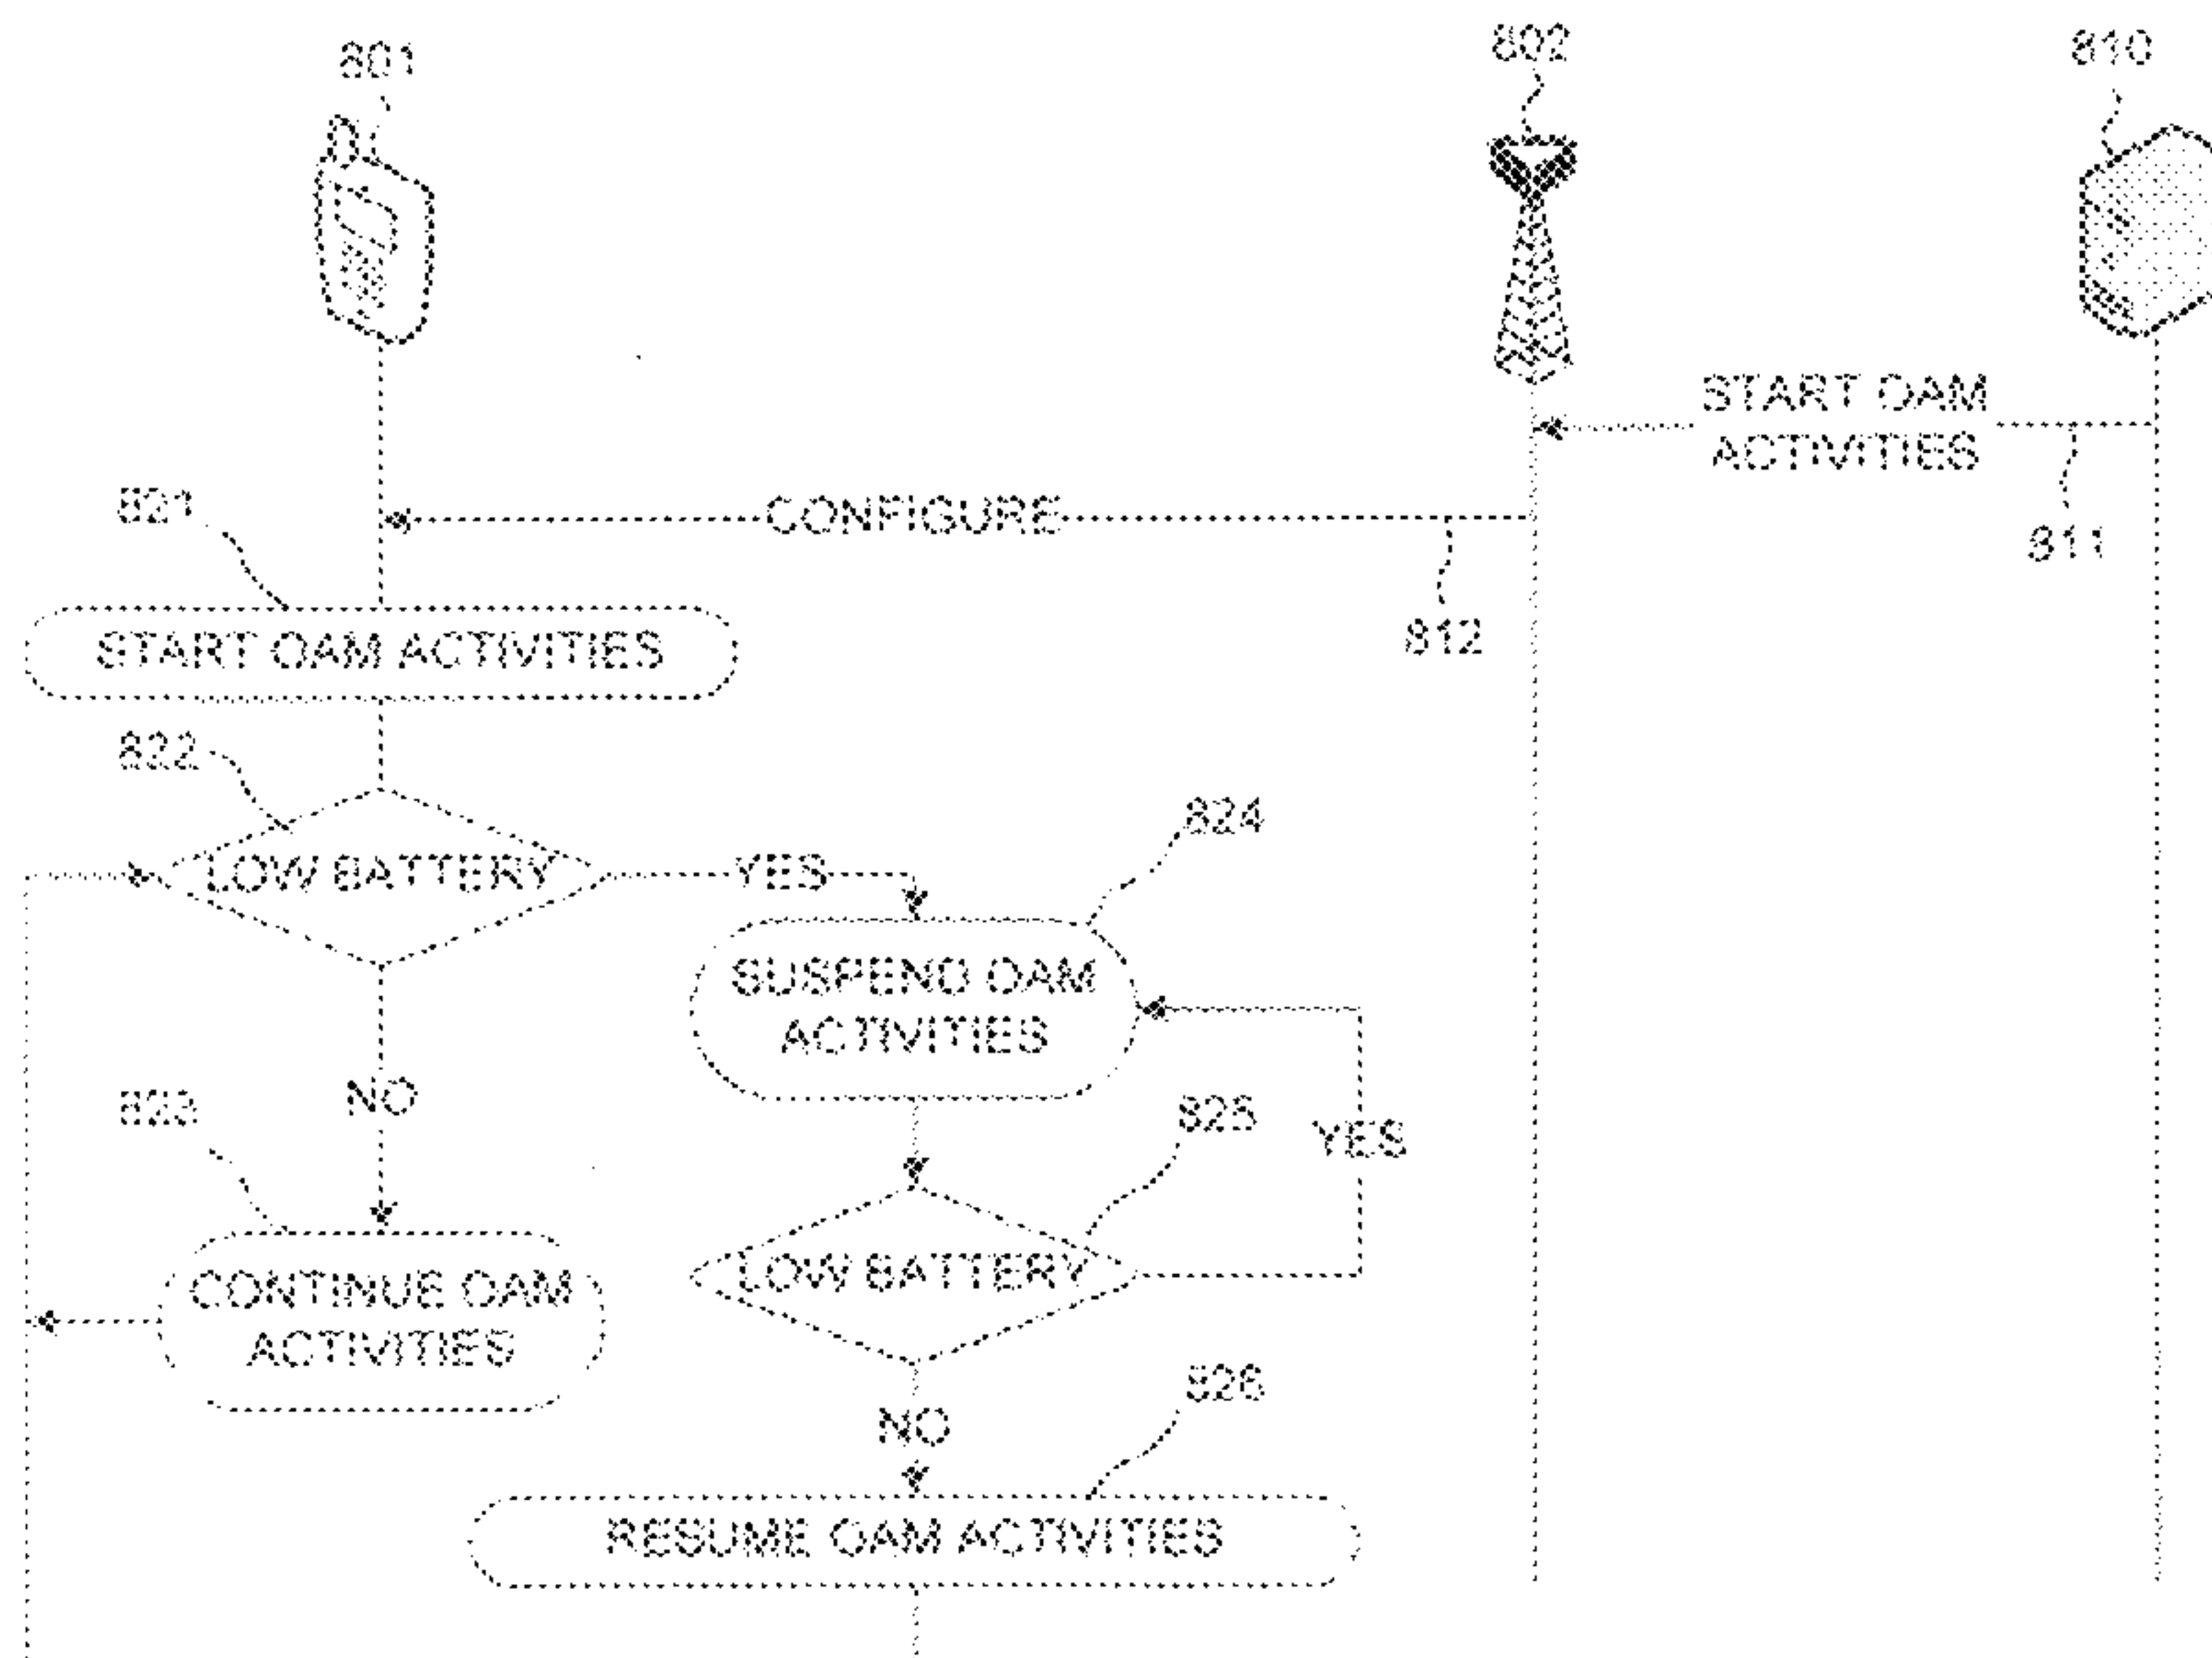 801
802
810
START OAM
ACTIVITIES
811
CONFIGURE
812
821
START OAM ACTIVITIES
822
LOW BATTERY
YES
824
SUSPEND OAM
ACTIVITIES
NO
823
825
YES
CONTINUE OAM
ACTIVITIES
LOW BATTERY
826
NO
RESUME OAM ACTIVITIES